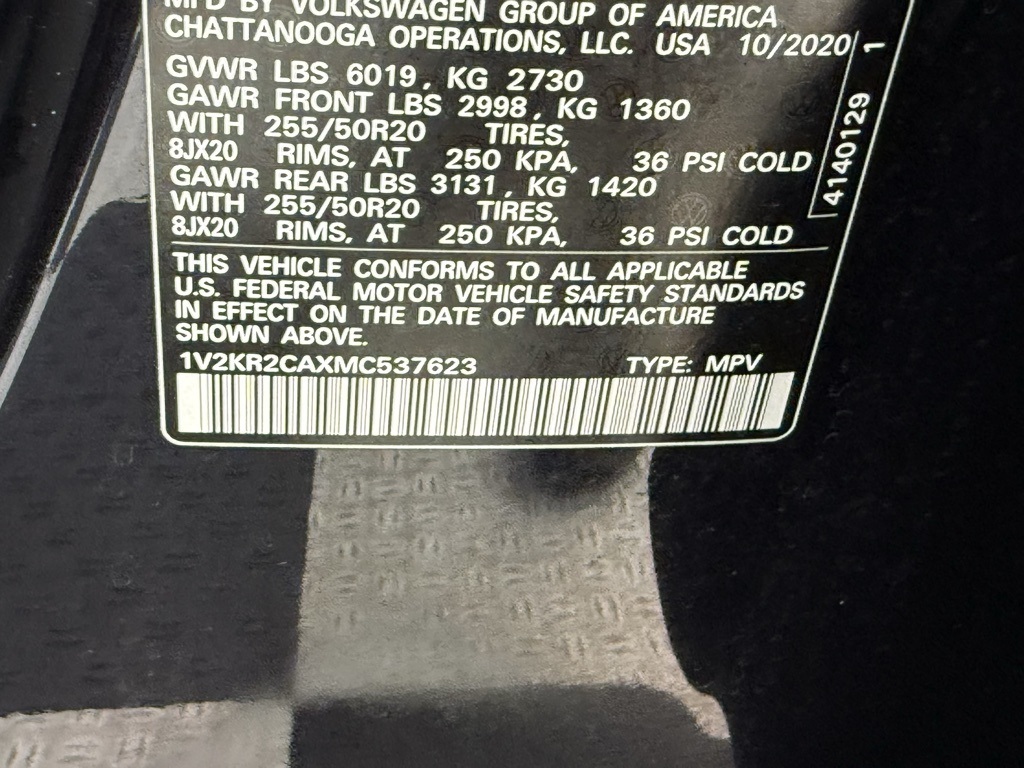 MFD BY VOLKSWAGEN GROUP OF AMERICA
CHATTANOOGA OPERATIONS, LLC. USA 10/2020
GVWR LBS 6019, KG 2730
GAWR FRONT LBS 2998, KG 1360
WITH 255/50R20 TIRES,
8JX20 RIMS, AT 250 KPA, 36 PSI COLD
GAWR REAR LBS 3131, KG 1420
WITH 255/50R20 TIRES,
8JX20 RIMS, AT 250 KPA, 36 PSI COLD
THIS VEHICLE CONFORMS TO ALL APPLICABLE
U.S. FEDERAL MOTOR VEHICLE SAFETY STANDARDS
IN EFFECT ON THE DATE OF MANUFACTURE
SHOWN ABOVE.
1V2KR2CAXMC537623 TYPE: MPV
4140129 1